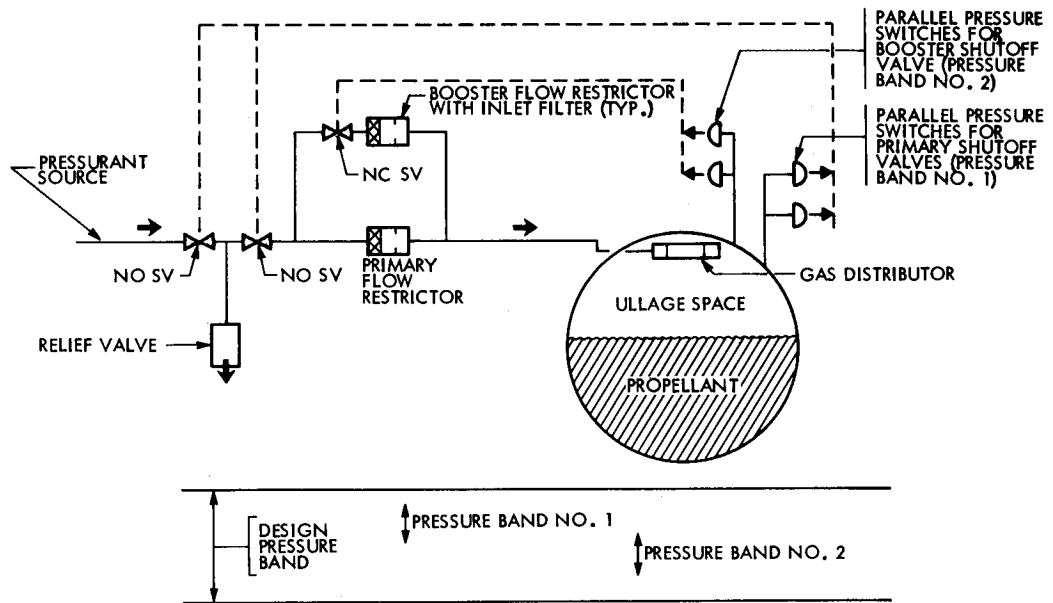 PARALLEL PRESSURE
SWITCHES FOR
BOOSTER SHUTOFF
VALVE (PRESSURE
BAND NO. 2)
BOOSTER FLOW RESTRICTOR
WITH INLET FILTER (TYP.)
PARALLEL PRESSURE
SWITCHES FOR
PRIMARY SHUTOFF
VALVES (PRESSURE
BAND NO. 1)
PRESSURANT
SOURCE
NC SV
NO SV
NO SV
PRIMARY
FLOW
RESTRICTOR
GAS DISTRIBUTOR
ULLAGE SPACE
RELIEF VALVE
PROPELLANT
DESIGN
PRESSURE
BAND
PRESSURE BAND NO. 1
PRESSURE BAND NO. 2